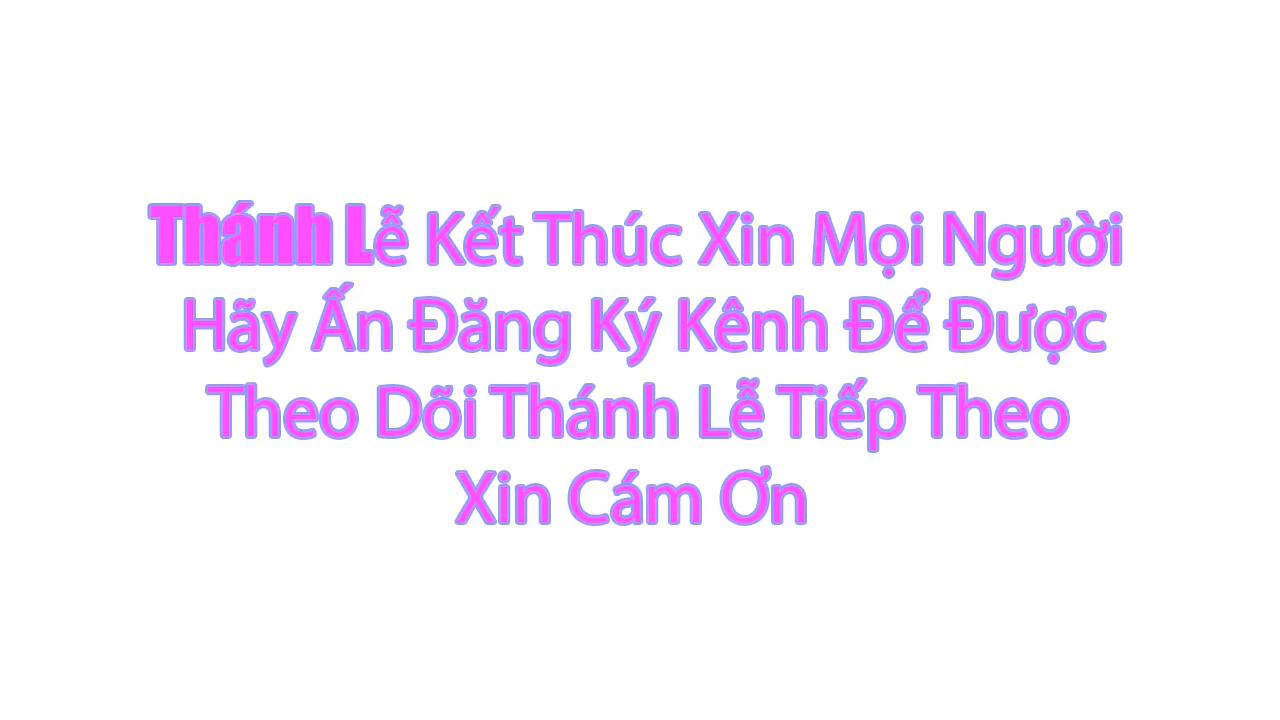 Thánh Lễ Kết Thúc Xin Mọi Người
Hãy Ấn Đăng Ký Kênh Để Được
Theo Dõi Thánh Lễ Tiếp Theo
Xin Cám Ơn